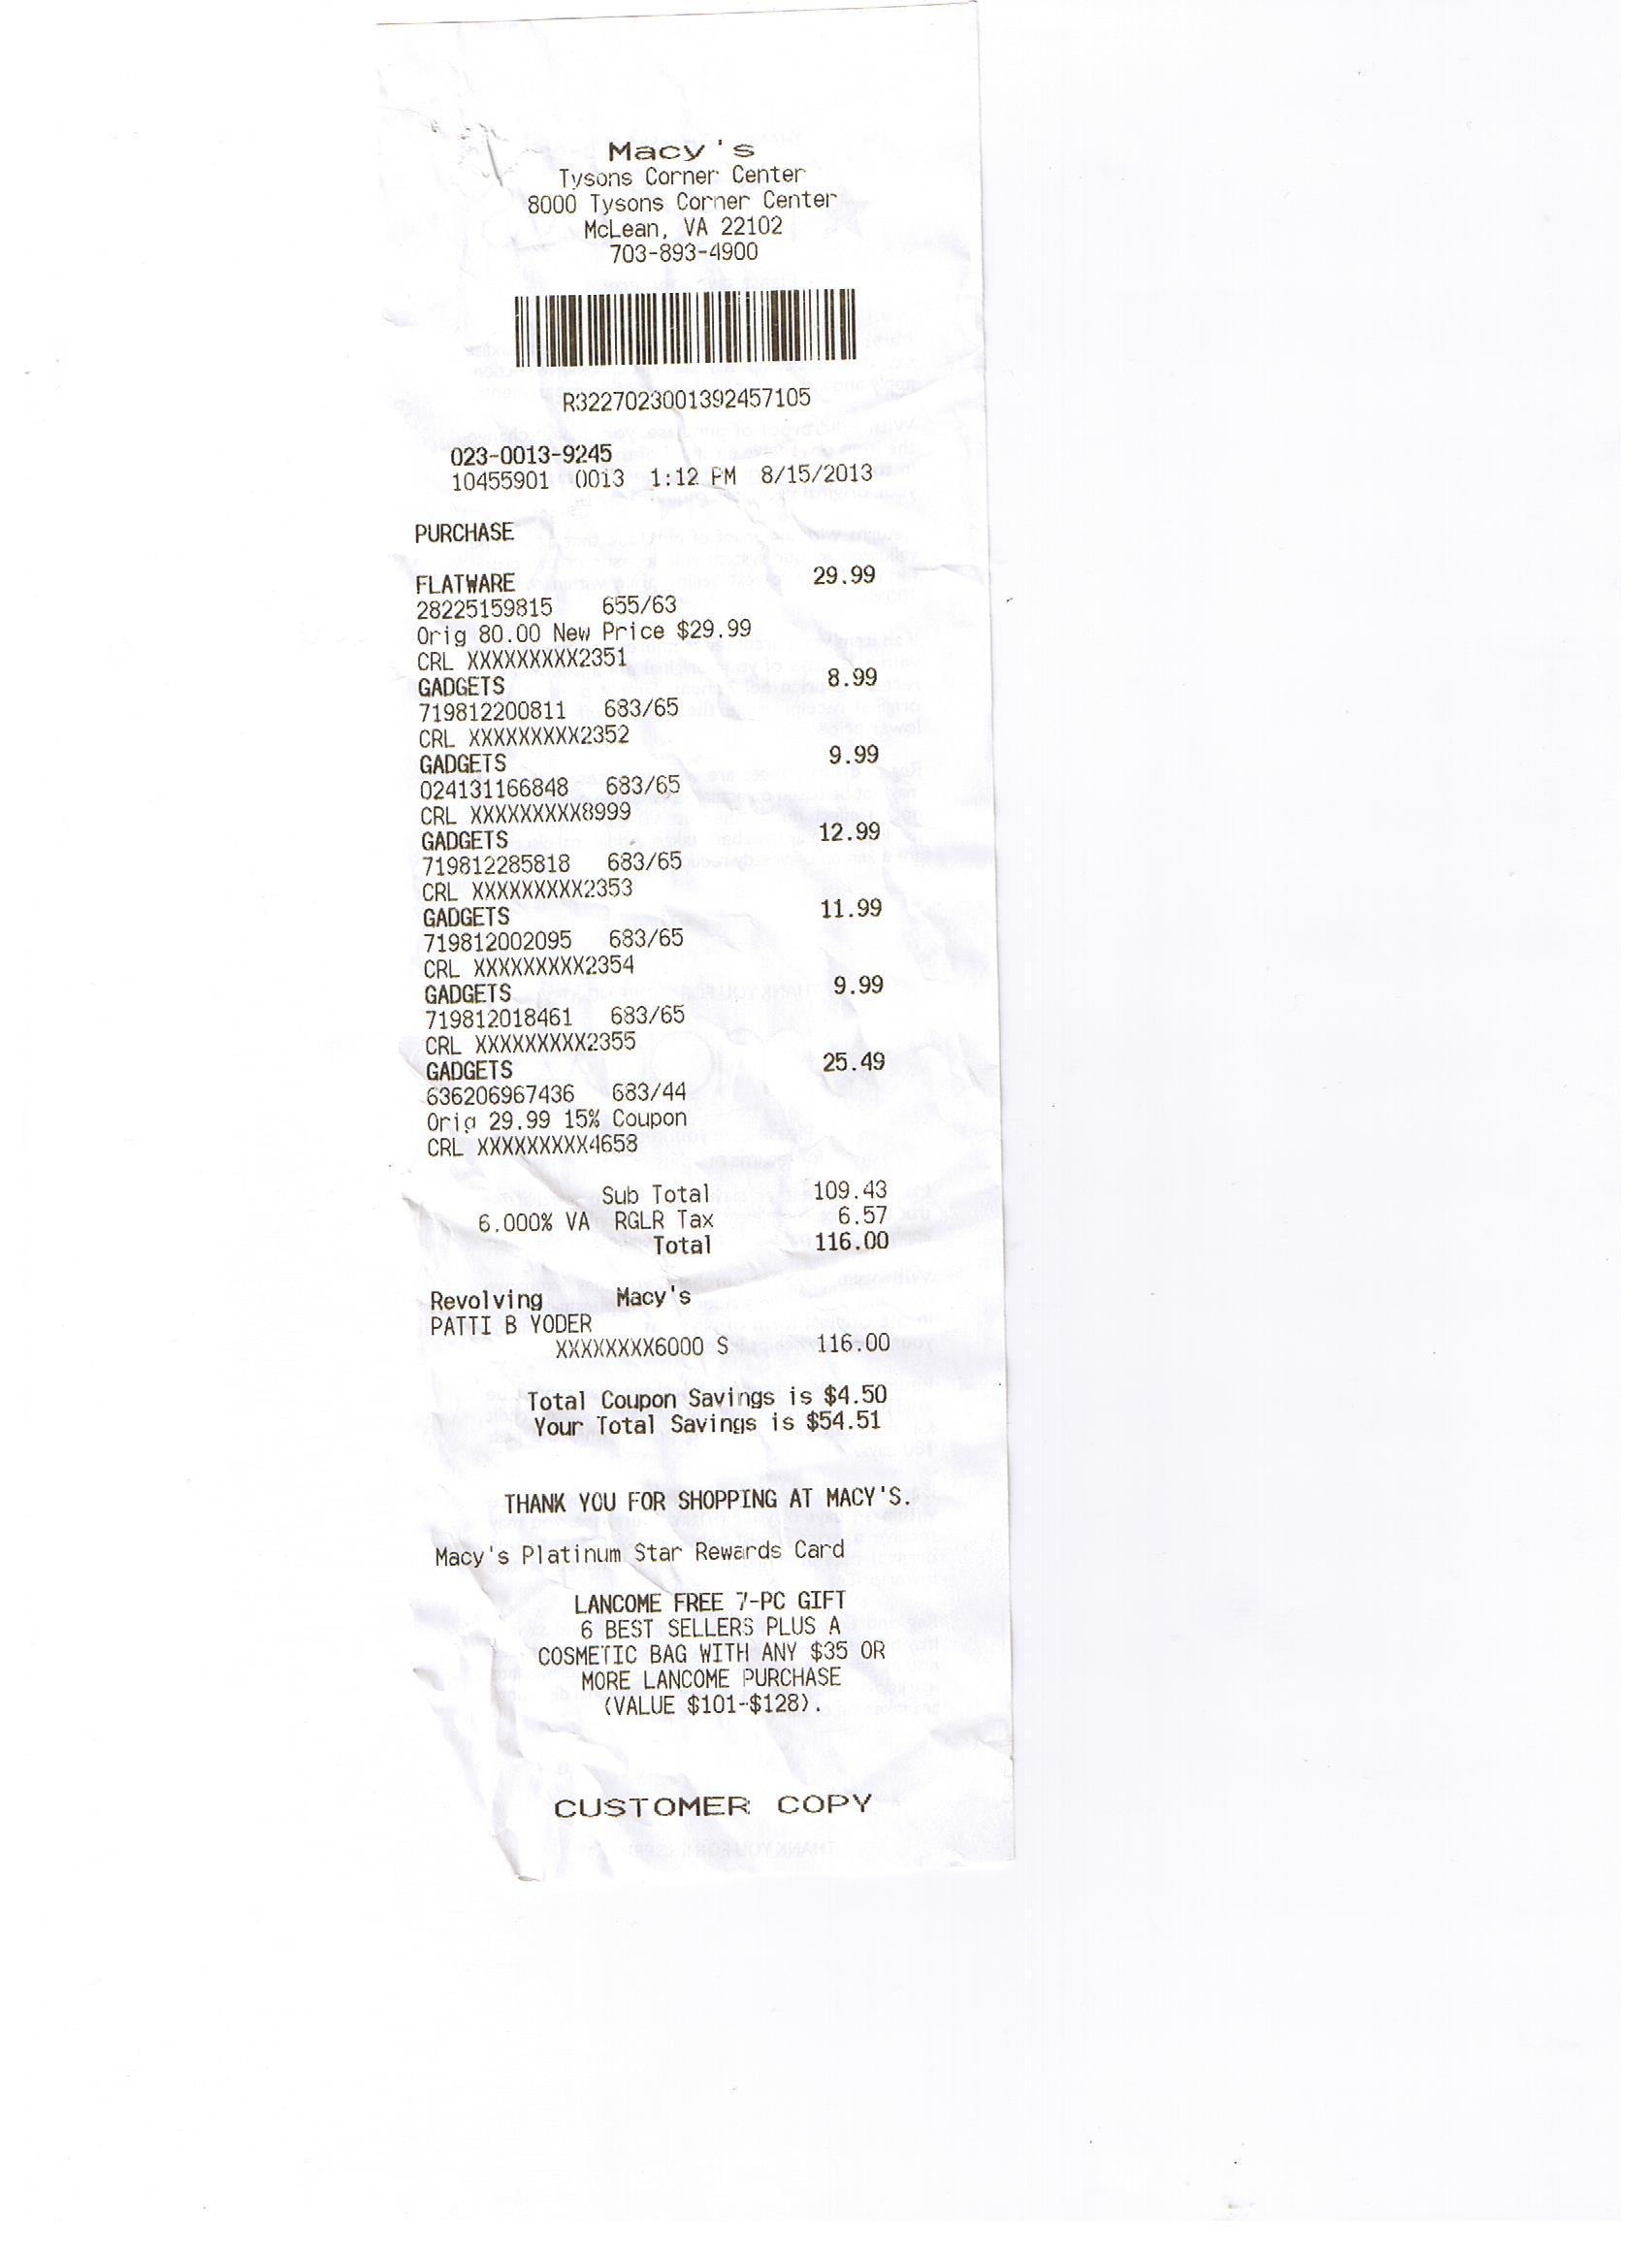 Macy's
Tysons Corner Center
8000 Tysons Corner Center
McLean, VA 22102
703-893-4900
R3227023001392457105
023-0013-9245
10455901 0013 1:12 PM 8/15/2013
PURCHASE
FLATWARE 29.99
28225159815 655/63
Orig 80.00 New Price $29.99
CRL XXXXXXXXX2351
GADGETS 8.99
719812200811 683/65
CRL XXXXXXXXX2352
GADGETS 9.99
024131166848 683/65
CRL XXXXXXXXX8999
GADGETS 12.99
719812285818 683/65
CRL XXXXXXXXX2353
GADGETS 11.99
719812002095 683/65
CRL XXXXXXXXX2354
GADGETS 9.99
719812018461 683/65
CRL XXXXXXXXX2355
GADGETS 25.49
636206967436 683/44
Orig 29.99 15% Coupon
CRL XXXXXXXXX4658
Sub Total 109.43
6.000% VA RGLR Tax 6.57
Total 116.00
Revolving Macy's
PATTI B YODER
XXXXXXXX6000 S 116.00
Total Coupon Savings is $4.50
Your Total Savings is $54.51
THANK YOU FOR SHOPPING AT MACY'S.
Macy's Platinum Star Rewards Card
LANCOME FREE 7-PC GIFT
6 BEST SELLERS PLUS A
COSMETIC BAG WITH ANY $35 OR
MORE LANCOME PURCHASE
(VALUE $101-$128).
CUSTOMER COPY